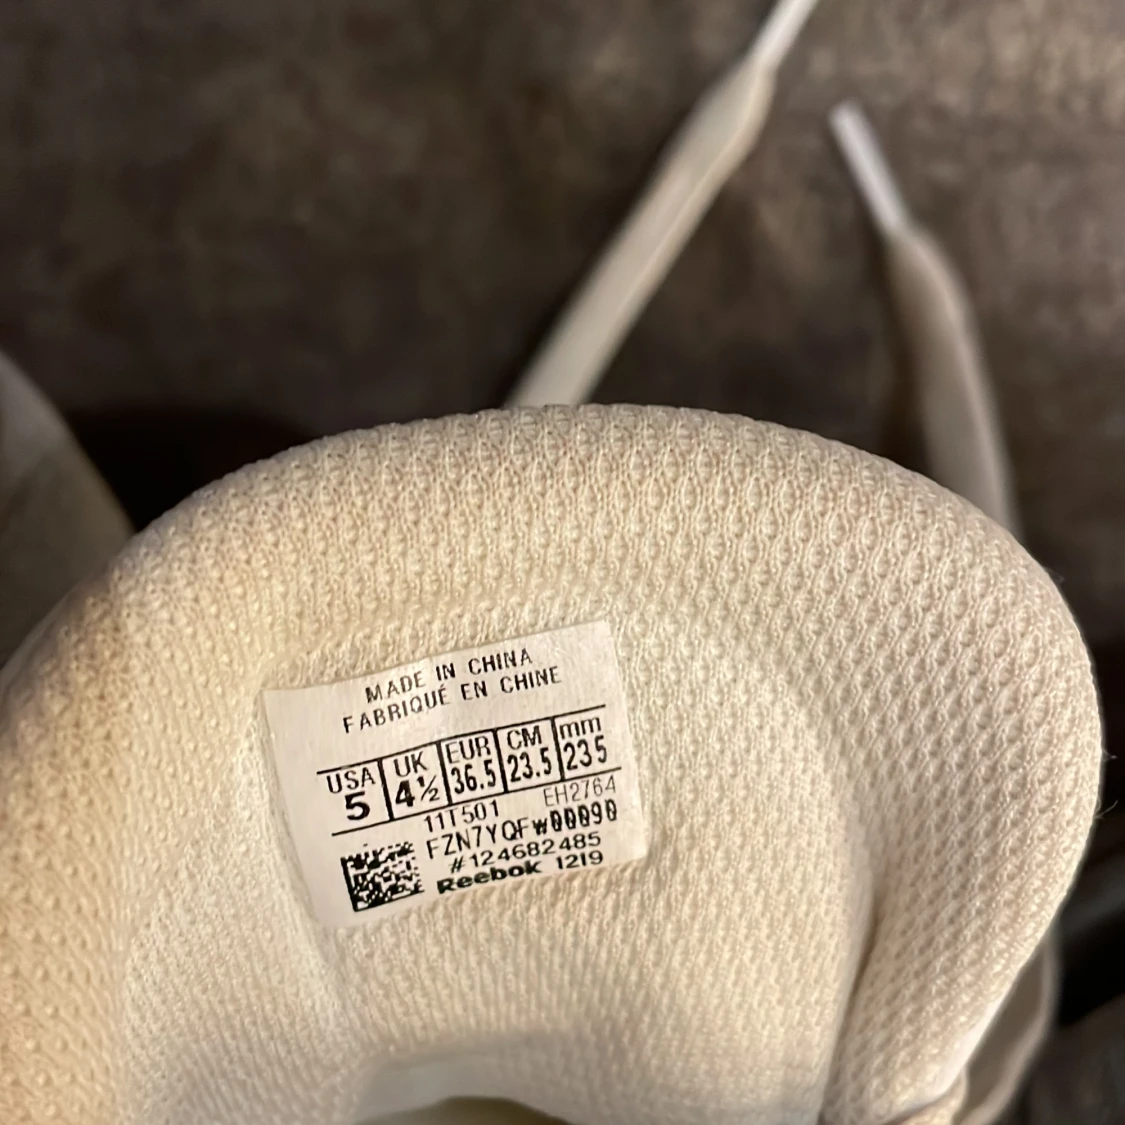 MADE IN CHINA
FABRIQUÉ EN CHINE
USA UK EUR CM mm
5 4½ 36.5 23.5 235
11T501 EH2764
#124682485
Reebok 1219